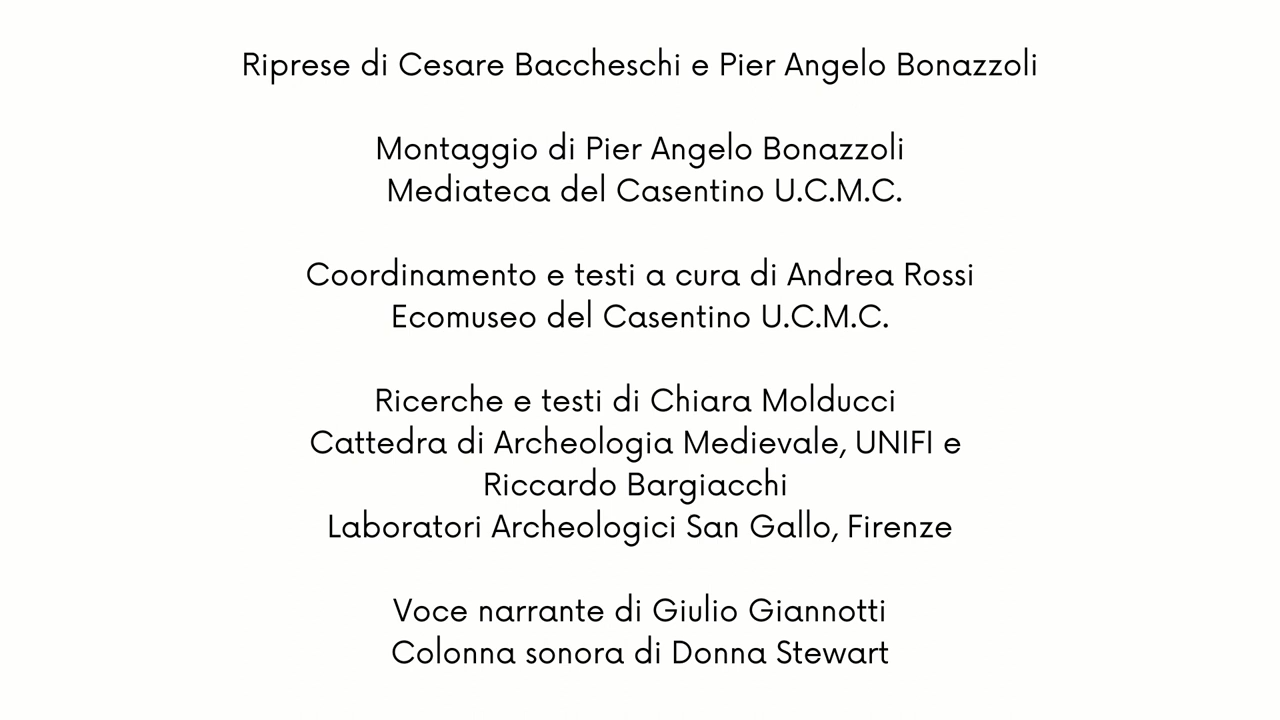 Riprese di Cesare Baccheschi e Pier Angelo Bonazzoli
Montaggio di Pier Angelo Bonazzoli
Mediateca del Casentino U.C.M.C.
Coordinamento e testi a cura di Andrea Rossi
Ecomuseo del Casentino U.C.M.C.
Ricerche e testi di Chiara Molducci
Cattedra di Archeologia Medievale, UNIFI e
Riccardo Bargiacchi
Laboratori Archeologici San Gallo, Firenze
Voce narrante di Giulio Giannotti
Colonna sonora di Donna Stewart